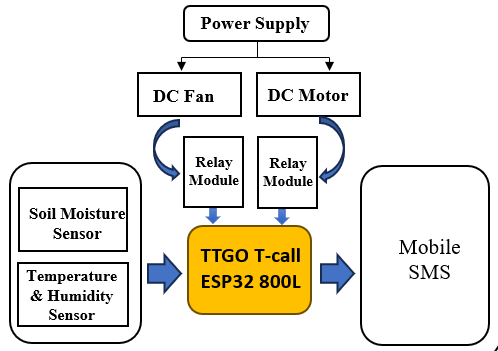 Power Supply
DC Fan
DC Motor
Relay
Module
Relay
Module
Soil Moisture
Sensor
Temperature
& Humidity
Sensor
TTGO T-call
ESP32 800L
Mobile
SMS